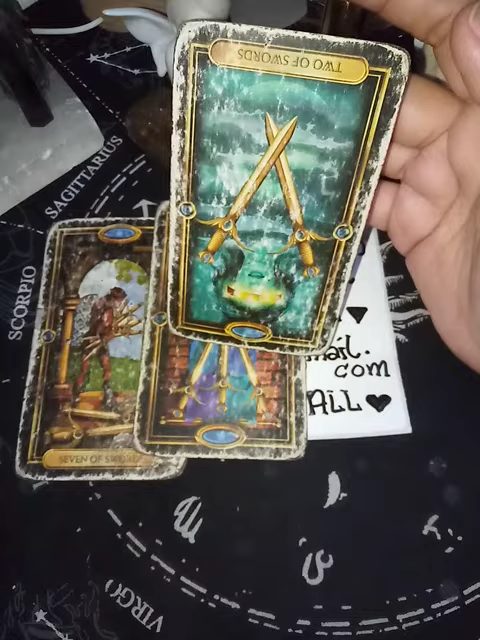 TWO OF SWORDS
SAGITTARIUS
SCORPIO
mail.
com
ALL ♥
SEVEN OF SWORDS
VIRGO